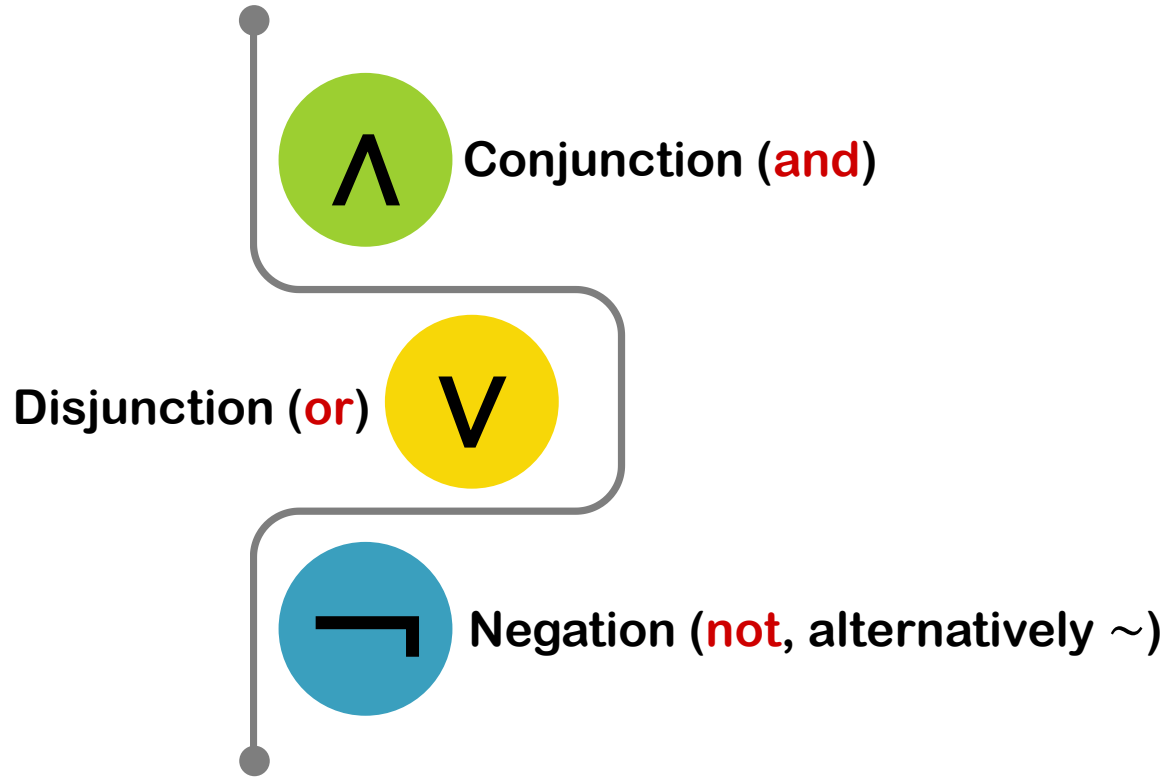 ∧ Conjunction (and)
Disjunction (or) ∨
¬ Negation (not, alternatively ~)